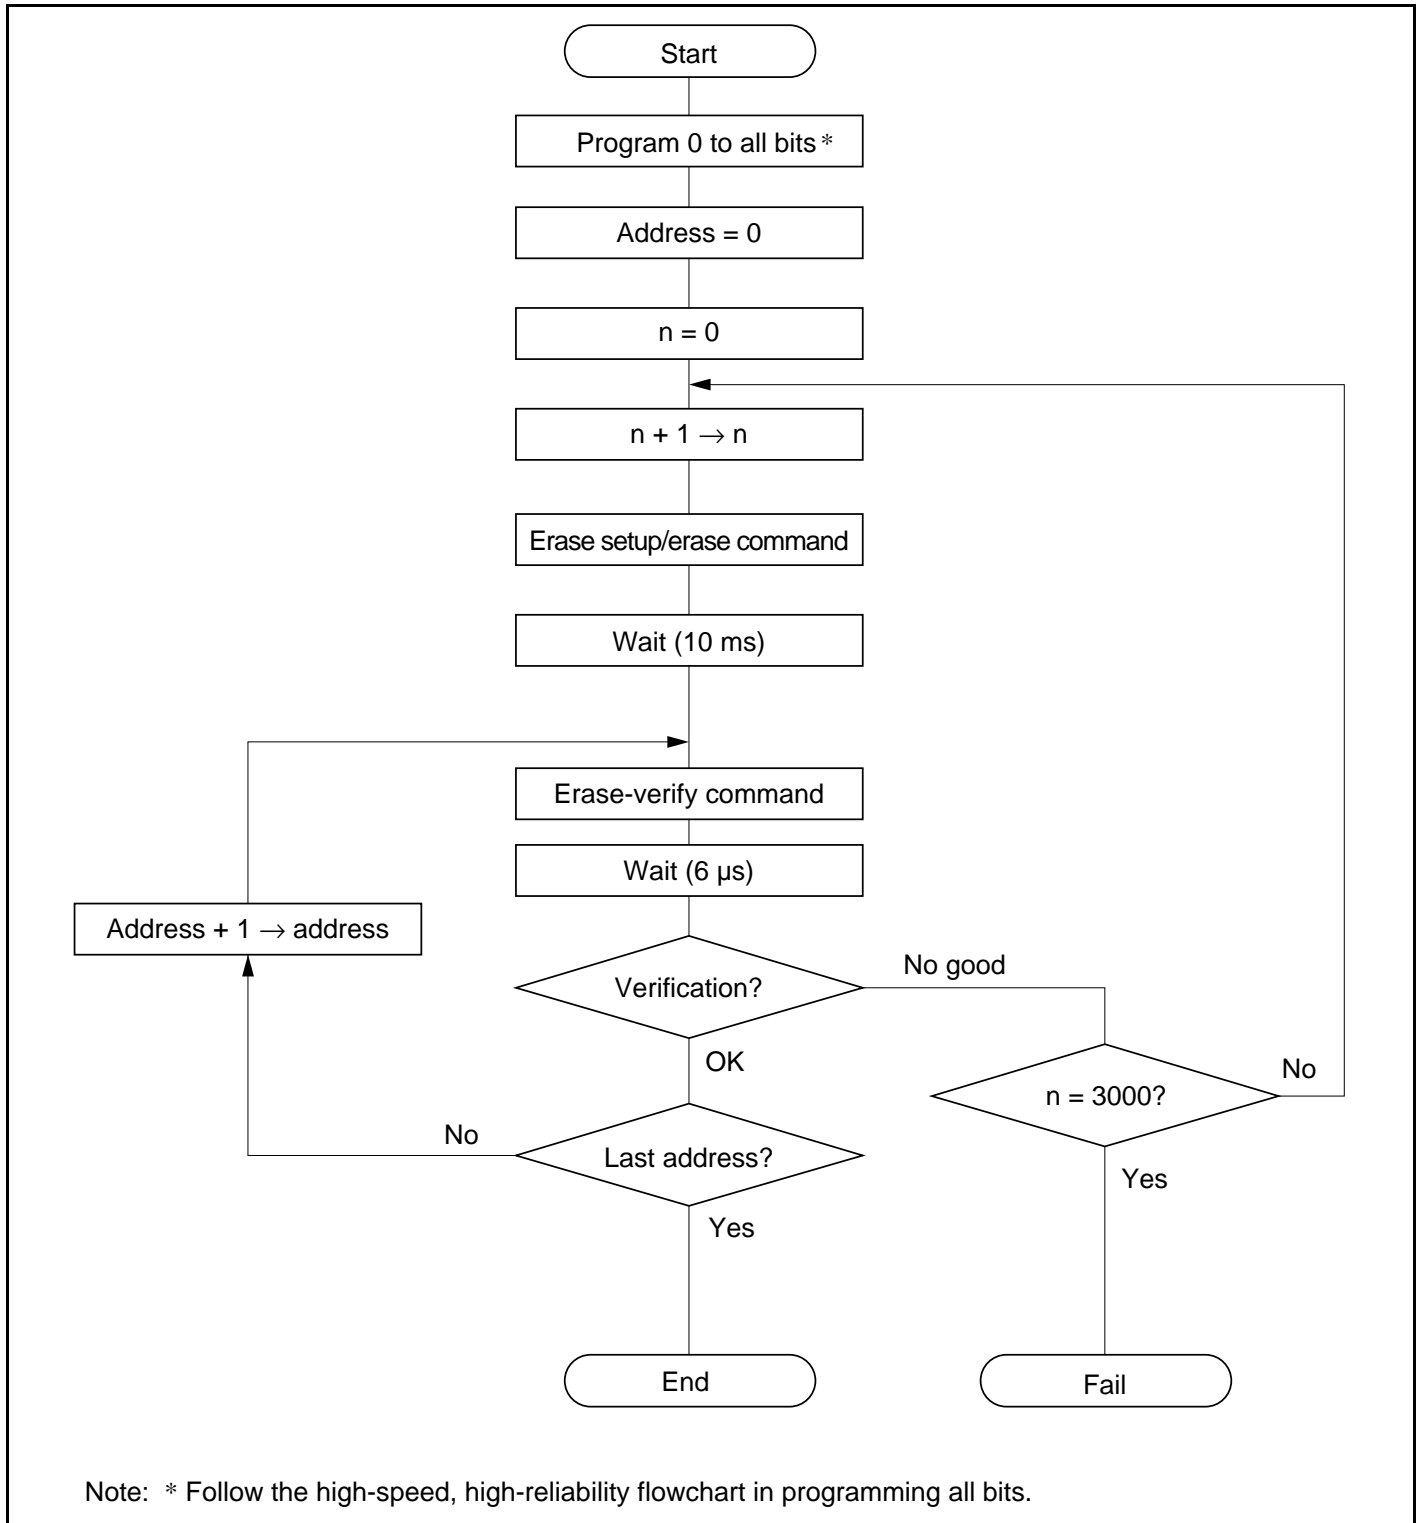 Start
Program 0 to all bits *
Address = 0
n = 0
n + 1 → n
Erase setup/erase command
Wait (10 ms)
Erase-verify command
Wait (6 µs)
Address + 1 → address
Verification?
No good
OK
n = 3000?
No
Last address?
No
Yes
Yes
End
Fail
Note: * Follow the high-speed, high-reliability flowchart in programming all bits.